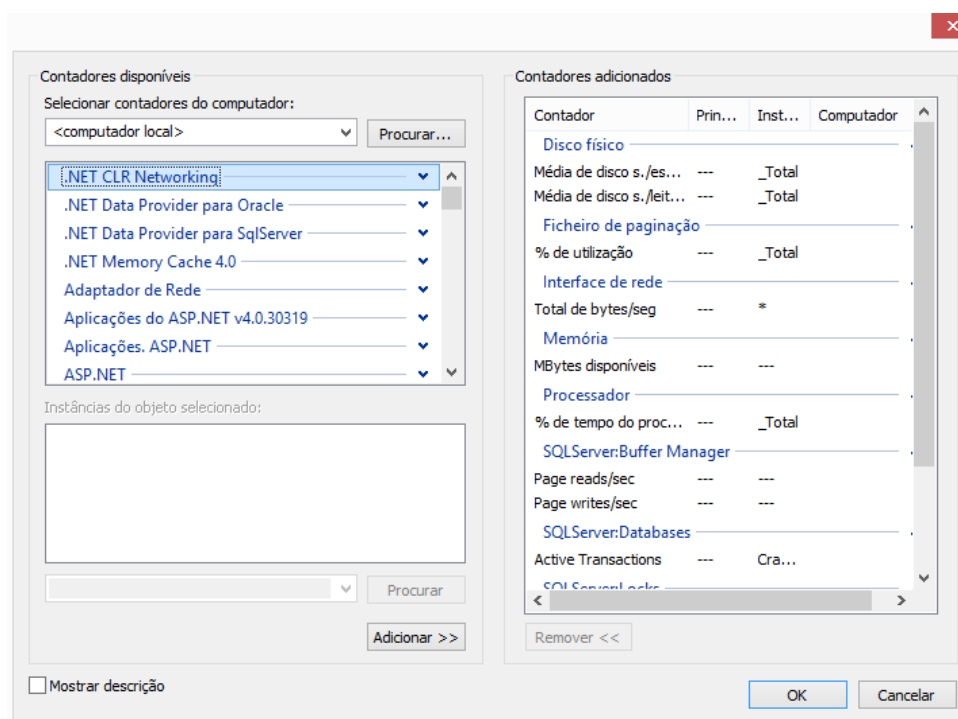 Contadores disponíveis
Selecionar contadores do computador:
<computador local>
Procurar...
.NET CLR Networking
.NET Data Provider para Oracle
.NET Data Provider para SqlServer
.NET Memory Cache 4.0
Adaptador de Rede
Aplicações do ASP.NET v4.0.30319
Aplicações. ASP.NET
ASP.NET
Instâncias do objeto selecionado:
Procurar
Adicionar >>
Mostrar descrição
Contadores adicionados
Contador Prin... Inst... Computador
Disco físico
Média de disco s./es... --- _Total
Média de disco s./leit... --- _Total
Ficheiro de paginação
% de utilização --- _Total
Interface de rede
Total de bytes/seg --- *
Memória
MBytes disponíveis --- ---
Processador
% de tempo do proc... --- _Total
SQLServer:Buffer Manager
Page reads/sec --- ---
Page writes/sec --- ---
SQLServer:Databases
Active Transactions --- Cra...
SQLServer:Locks
Remover <<
OK
Cancelar